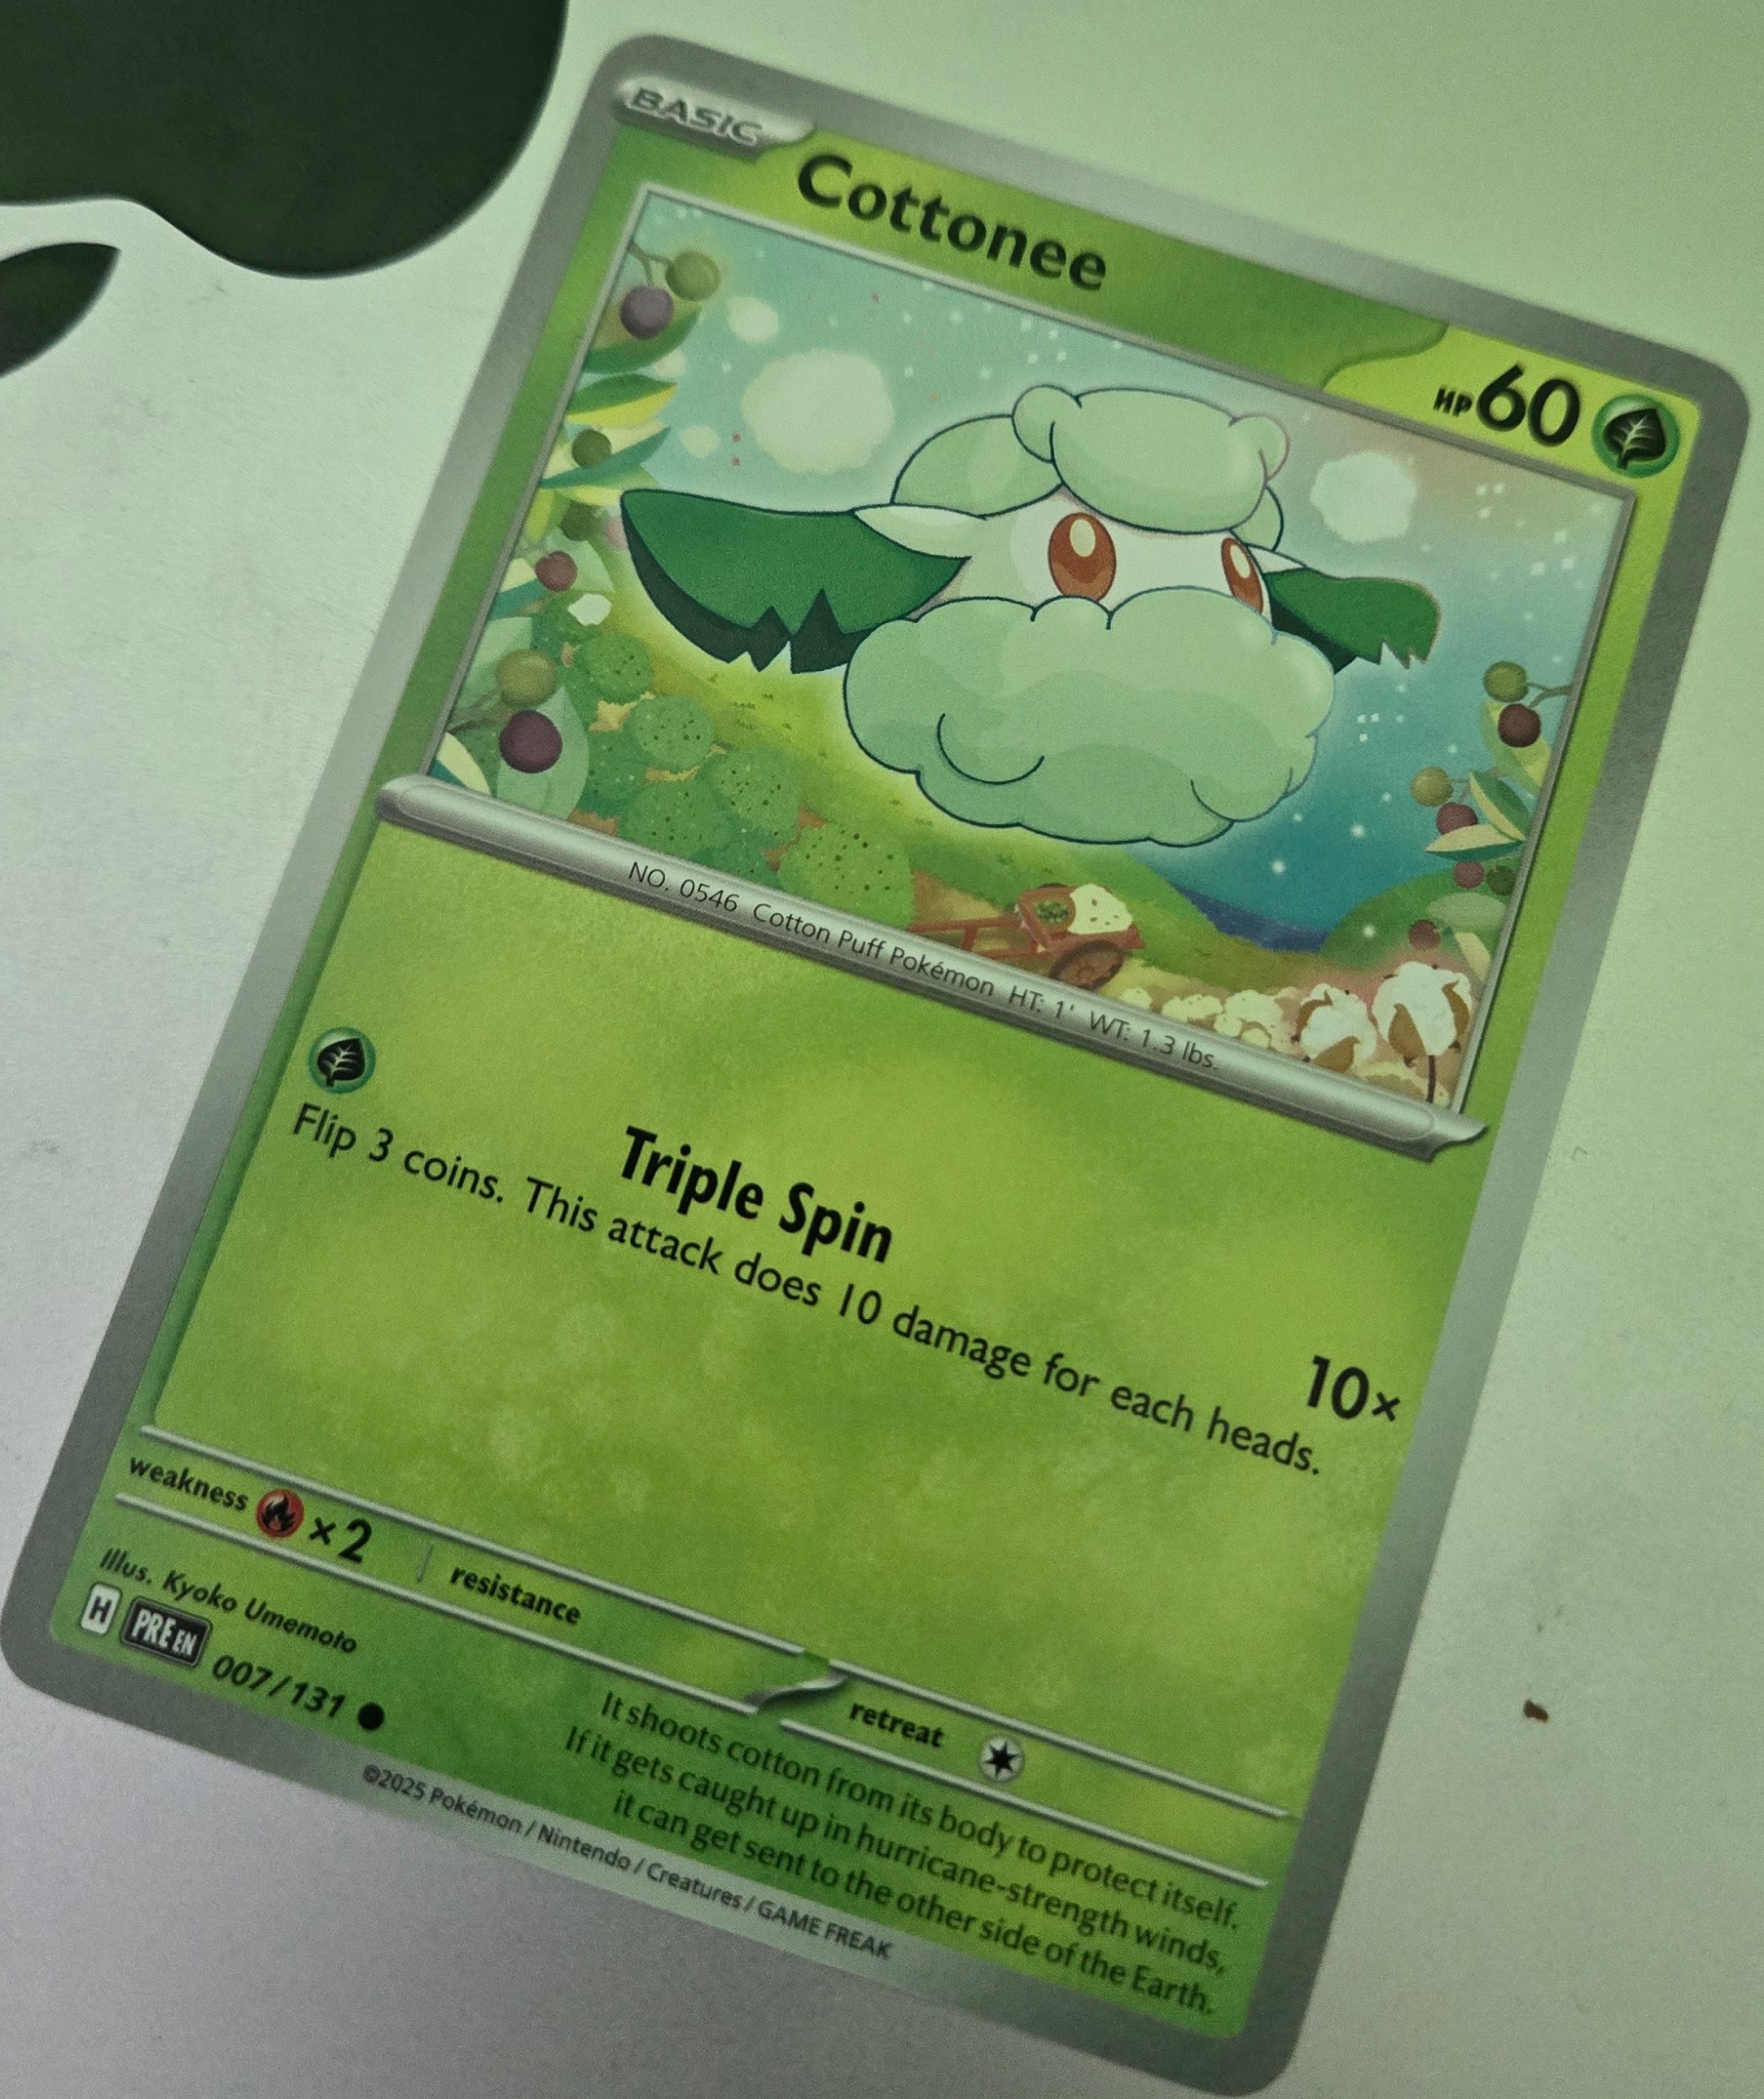 BASIC
Cottonee
HP 60
NO. 0546 Cotton Puff Pokémon HT: 1' WT: 1.3 lbs.
Triple Spin
10×
Flip 3 coins. This attack does 10 damage for each heads.
weakness ×2
resistance
retreat
Illus. Kyoko Umemoto
H PRE EN 007/131
It shoots cotton from its body to protect itself.
If it gets caught up in hurricane-strength winds,
it can get sent to the other side of the Earth.
©2025 Pokémon / Nintendo / Creatures / GAME FREAK